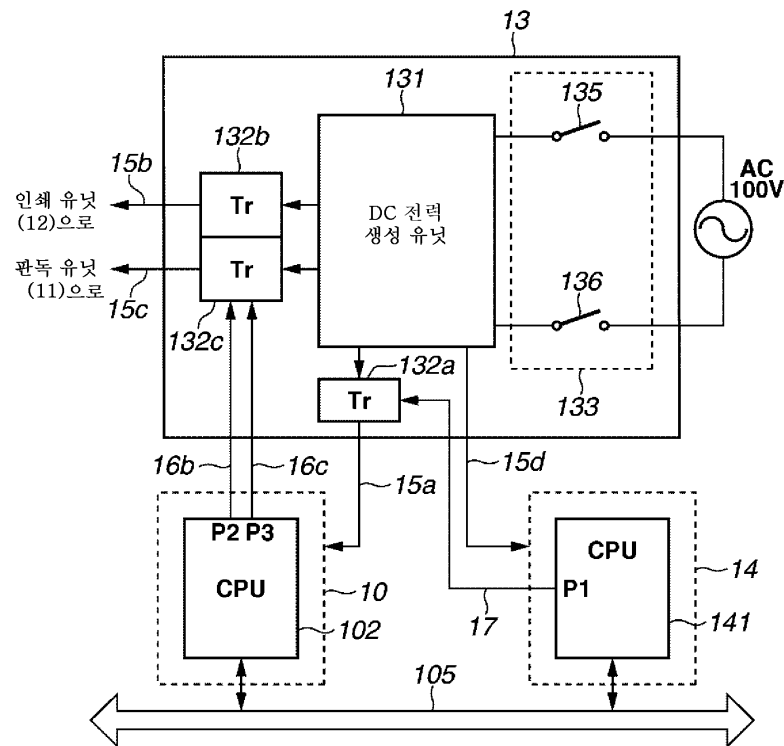 13
131
135
132b
15b
AC
100V
인쇄 유닛
(12)으로
Tr
DC 전력
생성 유닛
판독 유닛
(11)으로
Tr
15c
136
132c
132a
133
Tr
16b
16c
15a
15d
P2 P3
CPU
CPU
10
P1
14
102
17
141
105